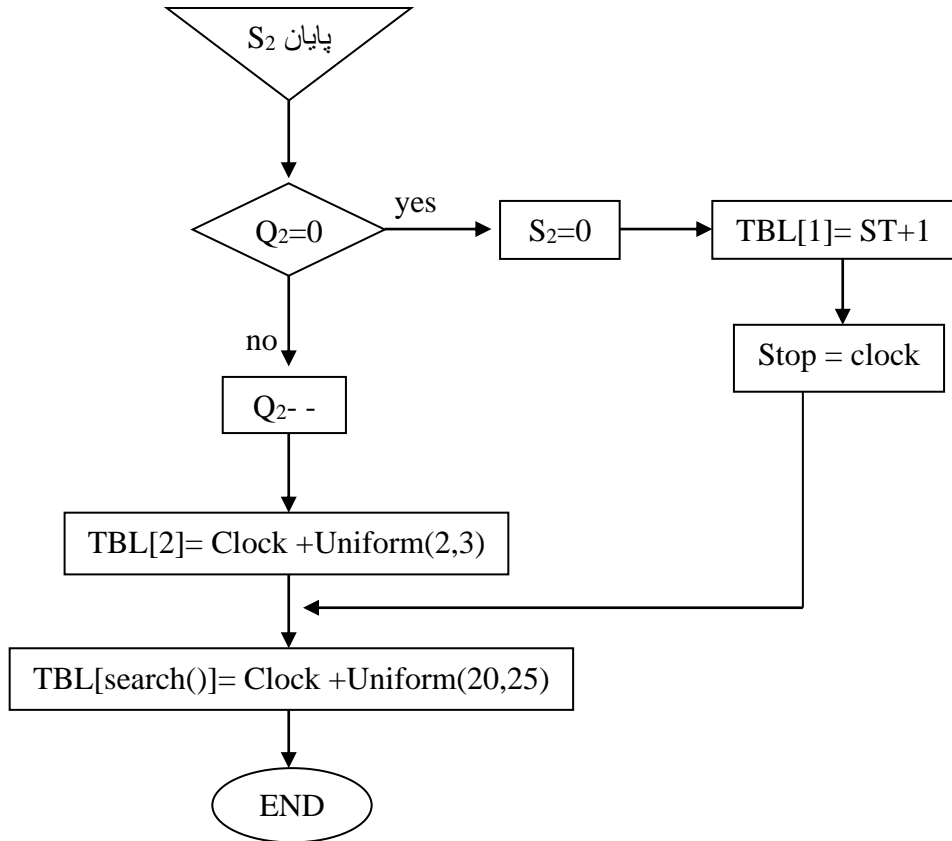 پایان S₂
Q₂=0
yes
S₂=0
TBL[1]= ST+1
Stop = clock
no
Q₂- -
TBL[2]= Clock +Uniform(2,3)
TBL[search()]= Clock +Uniform(20,25)
END